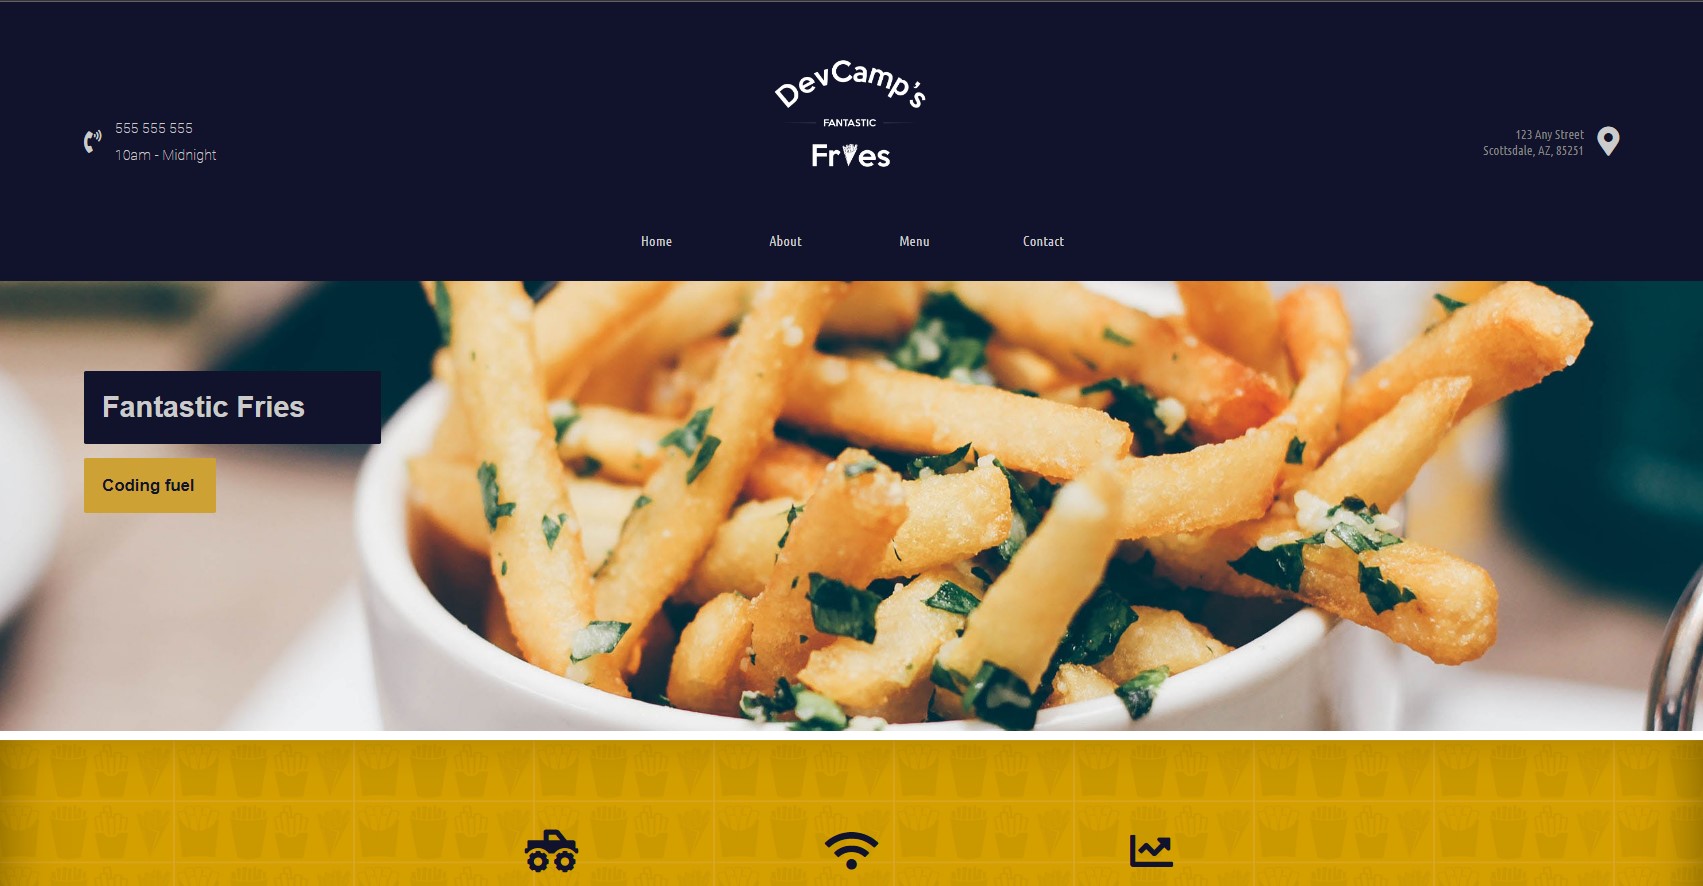 DevCamp's
FANTASTIC
Fries
555 555 555
10am - Midnight
123 Any Street
Scottsdale, AZ, 85251
Home
About
Menu
Contact
Fantastic Fries
Coding fuel